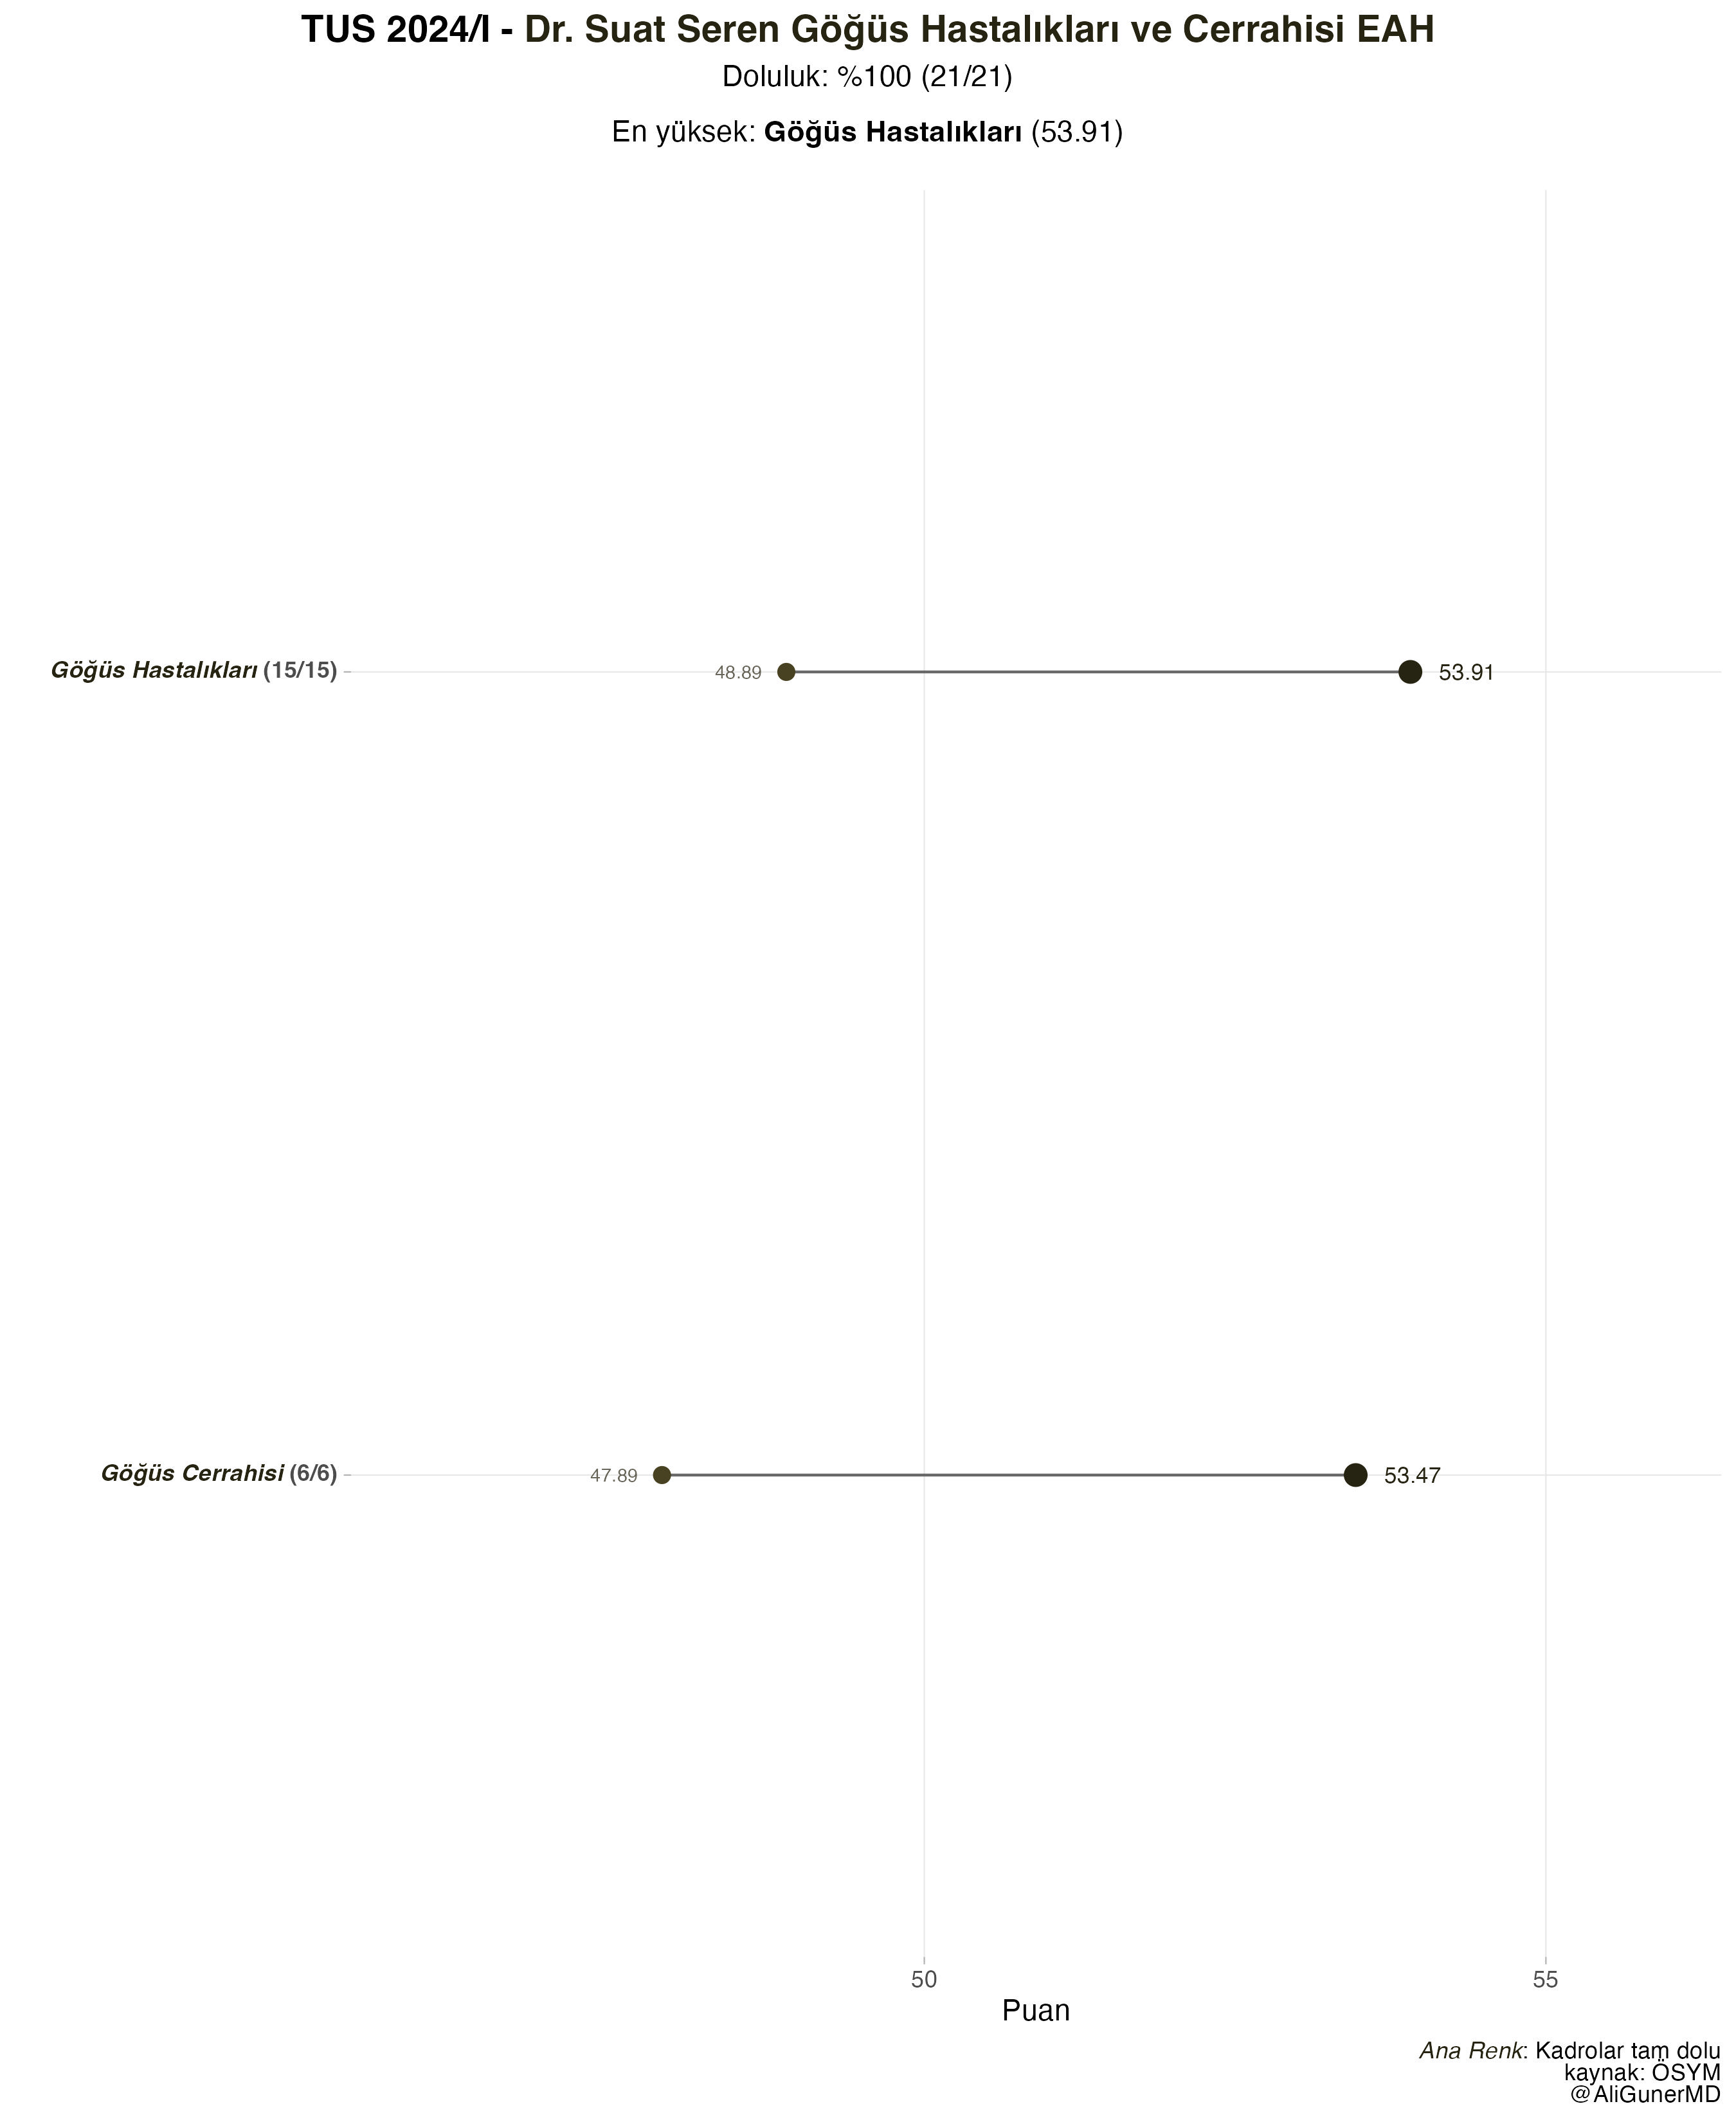 TUS 2024/I - Dr. Suat Seren Göğüs Hastalıkları ve Cerrahisi EAH
Doluluk: %100 (21/21)
En yüksek: Göğüs Hastalıkları (53.91)
Göğüs Hastalıkları (15/15)
48.89
53.91
Göğüs Cerrahisi (6/6)
47.89
53.47
50
55
Puan
Ana Renk: Kadrolar tam dolu
kaynak: ÖSYM
@AliGunerMD